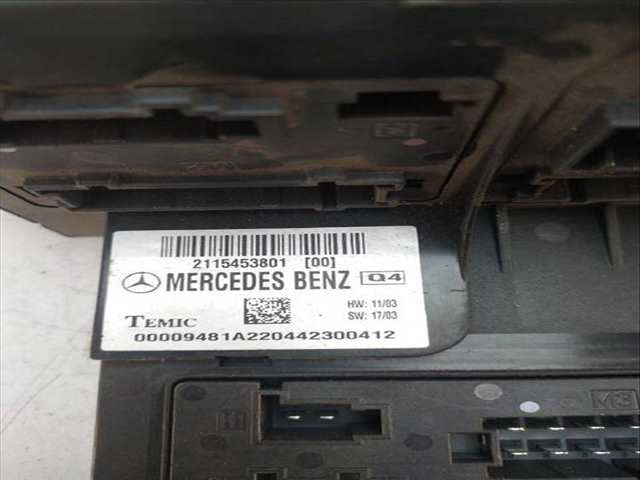 2115453801 [00]
MERCEDES BENZ Q4
HW: 11/03
SW: 17/03
TEMIC
00009481A220442300412